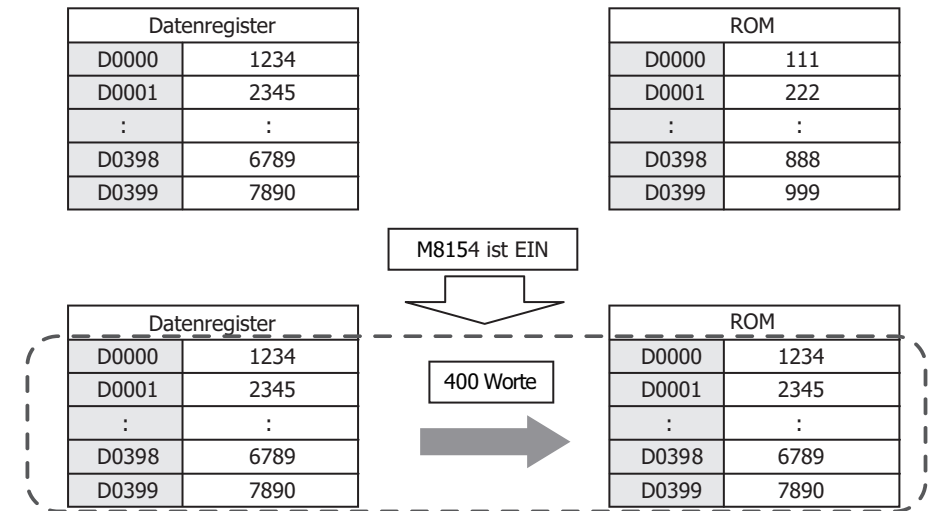 Datenregister ROM
D0000 1234 D0000 111
D0001 2345 D0001 222
: : : :
D0398 6789 D0398 888
D0399 7890 D0399 999
M8154 ist EIN
Datenregister ROM
D0000 1234 D0000 1234
400 Worte
D0001 2345 D0001 2345
: : : :
D0398 6789 D0398 6789
D0399 7890 D0399 7890